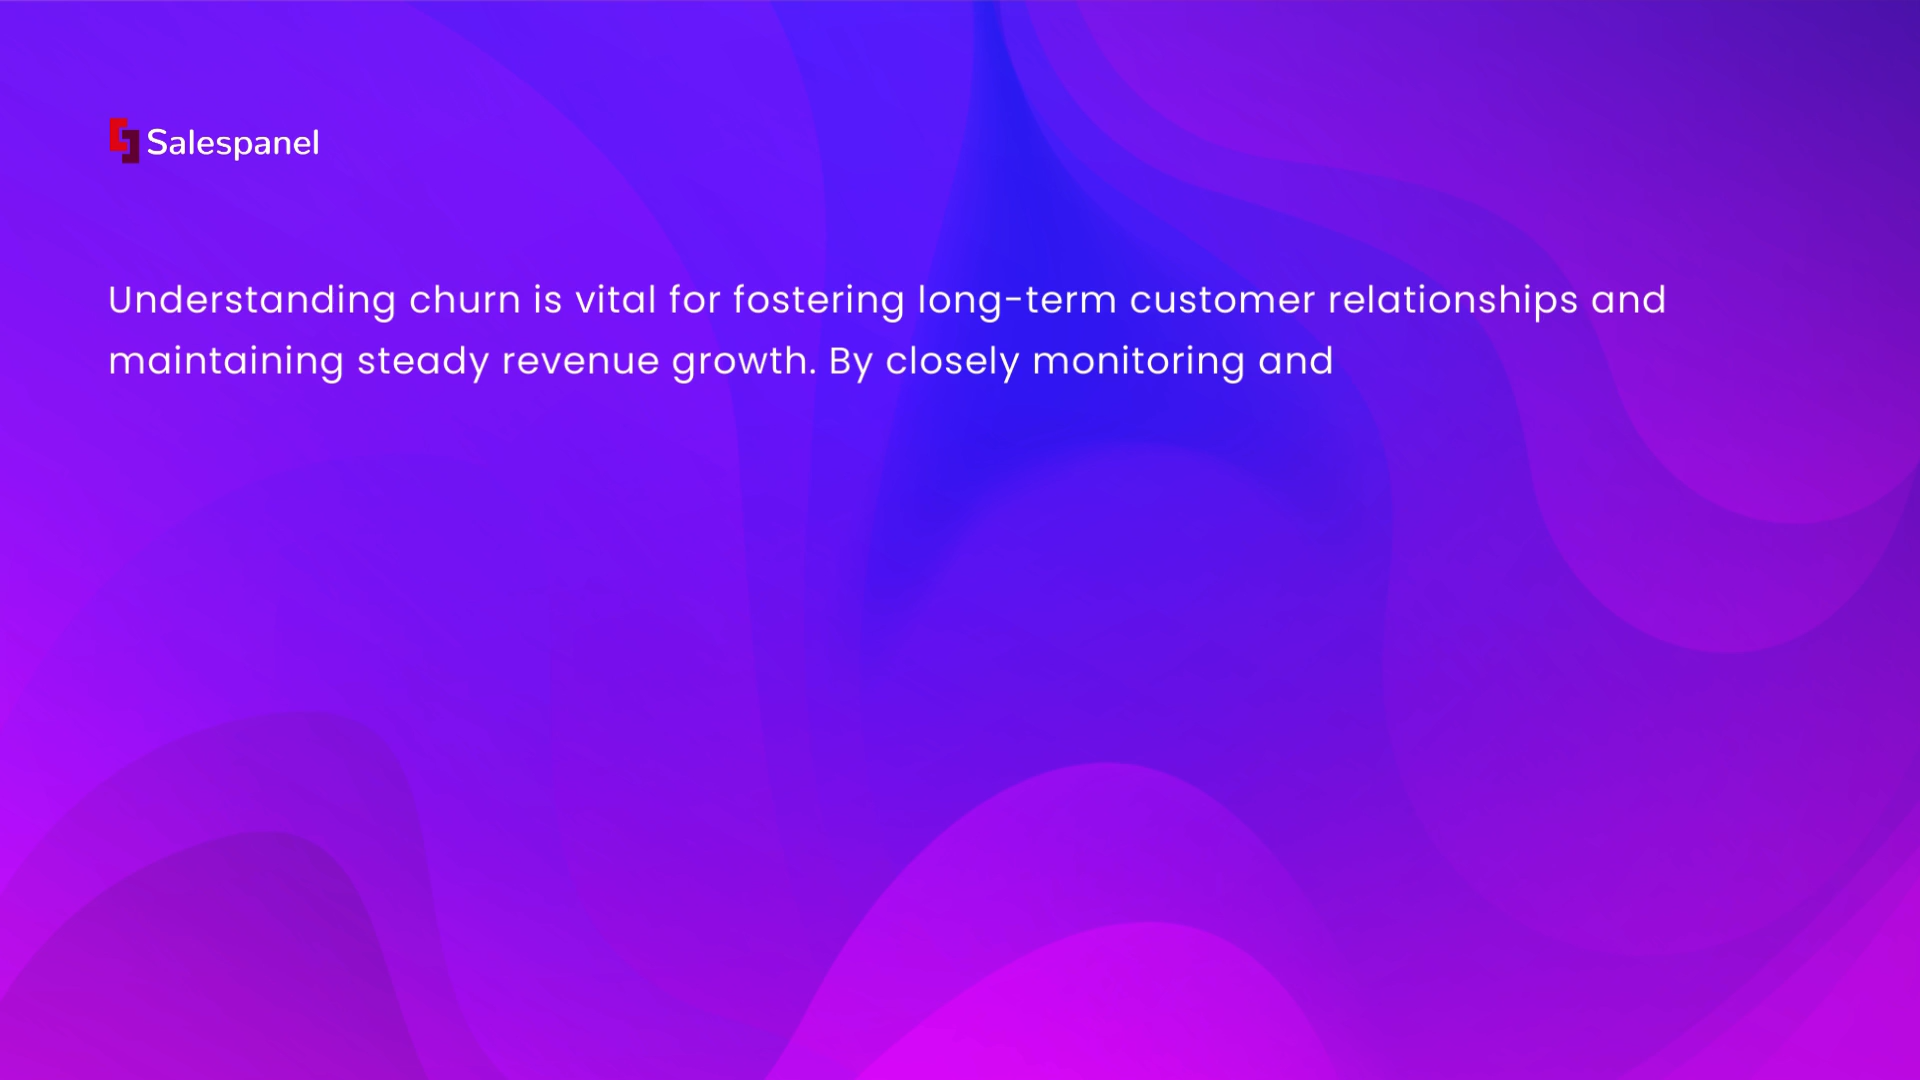 Salespanel
Understanding churn is vital for fostering long-term customer relationships and
maintaining steady revenue growth. By closely monitoring and